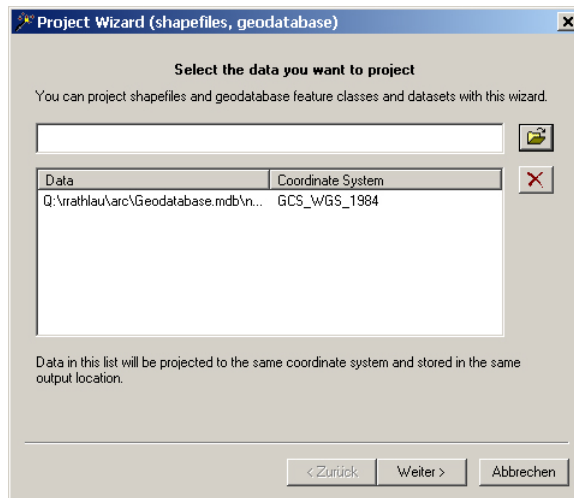 Project Wizard (shapefiles, geodatabase)
Select the data you want to project
You can project shapefiles and geodatabase feature classes and datasets with this wizard.
Data Coordinate System
Q:\rrathlau\arc\Geodatabase.mdb\n... GCS_WGS_1984
Data in this list will be projected to the same coordinate system and stored in the same
output location.
< Zurück Weiter > Abbrechen